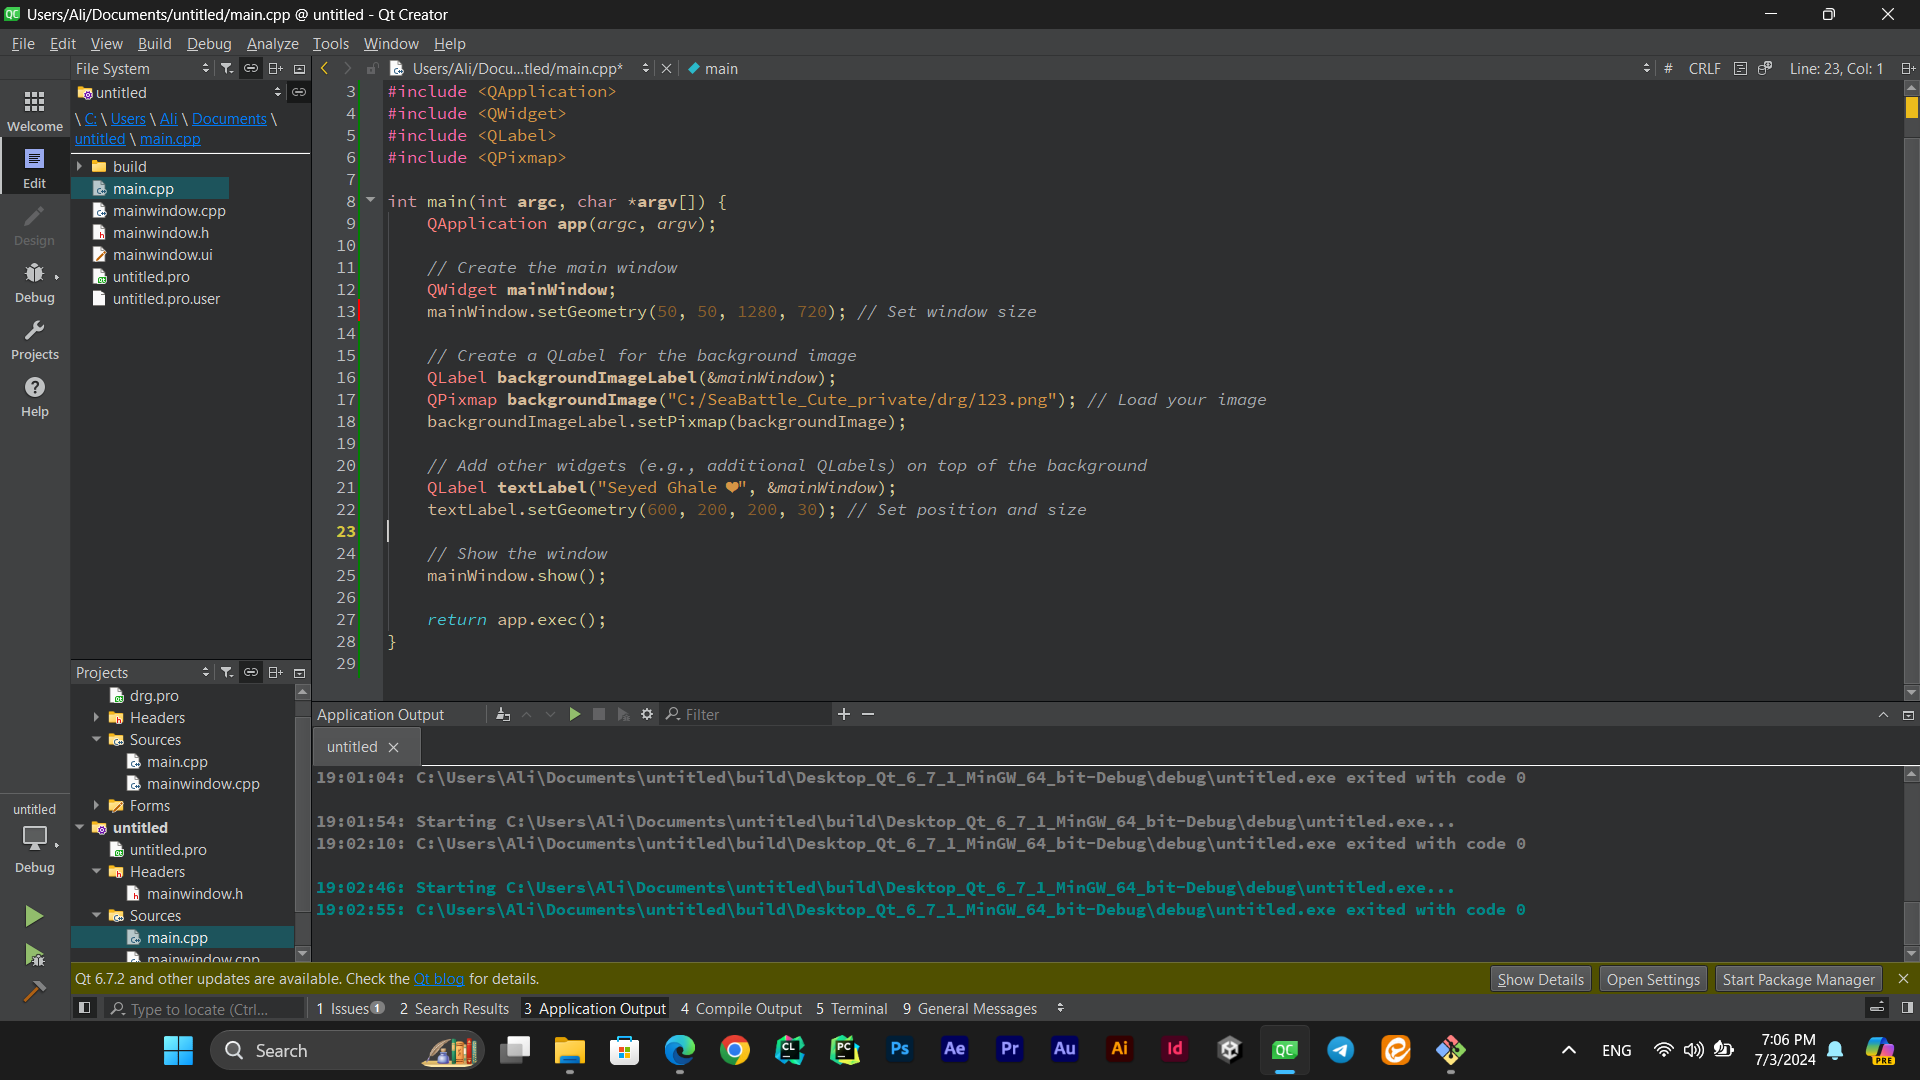 Users/Ali/Documents/untitled/main.cpp @ untitled - Qt Creator
File Edit View Build Debug Analyze Tools Window Help
File System
Users/Ali/Docu...tled/main.cpp*
main
# CRLF Line: 23, Col: 1
untitled
\ C: \ Users \ Ali \ Documents \
untitled \ main.cpp
build
main.cpp
mainwindow.cpp
mainwindow.h
mainwindow.ui
untitled.pro
untitled.pro.user
Welcome
Edit
Design
Debug
Projects
Help
3 #include <QApplication>
4 #include <QWidget>
5 #include <QLabel>
6 #include <QPixmap>
7
8 int main(int argc, char *argv[]) {
9 QApplication app(argc, argv);
10
11 // Create the main window
12 QWidget mainWindow;
13 mainWindow.setGeometry(50, 50, 1280, 720); // Set window size
14
15 // Create a QLabel for the background image
16 QLabel backgroundImageLabel(&mainWindow);
17 QPixmap backgroundImage("C:/SeaBattle_Cute_private/drg/123.png"); // Load your image
18 backgroundImageLabel.setPixmap(backgroundImage);
19
20 // Add other widgets (e.g., additional QLabels) on top of the background
21 QLabel textLabel("Seyed Ghale ❤", &mainWindow);
22 textLabel.setGeometry(600, 200, 200, 30); // Set position and size
23
24 // Show the window
25 mainWindow.show();
26
27 return app.exec();
28 }
29
Projects
drg.pro
Headers
Sources
main.cpp
mainwindow.cpp
Forms
untitled
untitled.pro
Headers
mainwindow.h
Sources
main.cpp
mainwindow.cpp
untitled
Debug
Application Output
Filter
untitled
19:01:04: C:\Users\Ali\Documents\untitled\build\Desktop_Qt_6_7_1_MinGW_64_bit-Debug\debug\untitled.exe exited with code 0
19:01:54: Starting C:\Users\Ali\Documents\untitled\build\Desktop_Qt_6_7_1_MinGW_64_bit-Debug\debug\untitled.exe...
19:02:10: C:\Users\Ali\Documents\untitled\build\Desktop_Qt_6_7_1_MinGW_64_bit-Debug\debug\untitled.exe exited with code 0
19:02:46: Starting C:\Users\Ali\Documents\untitled\build\Desktop_Qt_6_7_1_MinGW_64_bit-Debug\debug\untitled.exe...
19:02:55: C:\Users\Ali\Documents\untitled\build\Desktop_Qt_6_7_1_MinGW_64_bit-Debug\debug\untitled.exe exited with code 0
Qt 6.7.2 and other updates are available. Check the Qt blog for details.
Show Details Open Settings Start Package Manager
Type to locate (Ctrl...
1 Issues 1 2 Search Results 3 Application Output 4 Compile Output 5 Terminal 9 General Messages
Search
CL PC Ps Ae Pr Au Ai Id QC
ENG
7:06 PM
7/3/2024
PRE